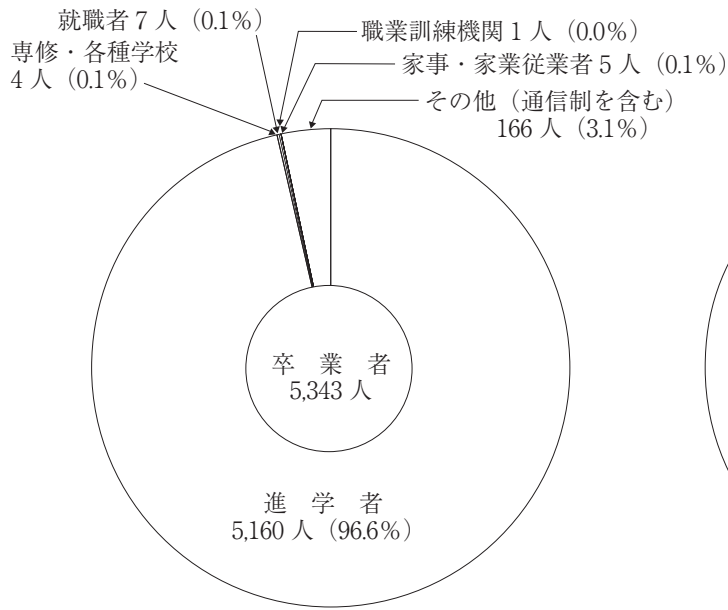 就職者 7 人（0.1%）
専修・各種学校
4 人（0.1%）
職業訓練機関 1 人（0.0%）
家事・家業従業者 5 人（0.1%）
その他（通信制を含む）
166 人（3.1%）
卒 業 者
5,343 人
進 学 者
5,160 人（96.6%）